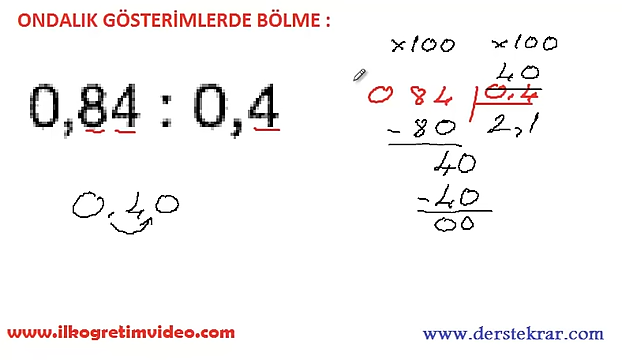 ONDALIK GÖSTERİMLERDE BÖLME :
x100 x100
40
0,84 : 0,4
0 84 0.4
- 80 2,1
40
0.40
- 40
00
www.ilkogretimvideo.com
www.derstekrar.com